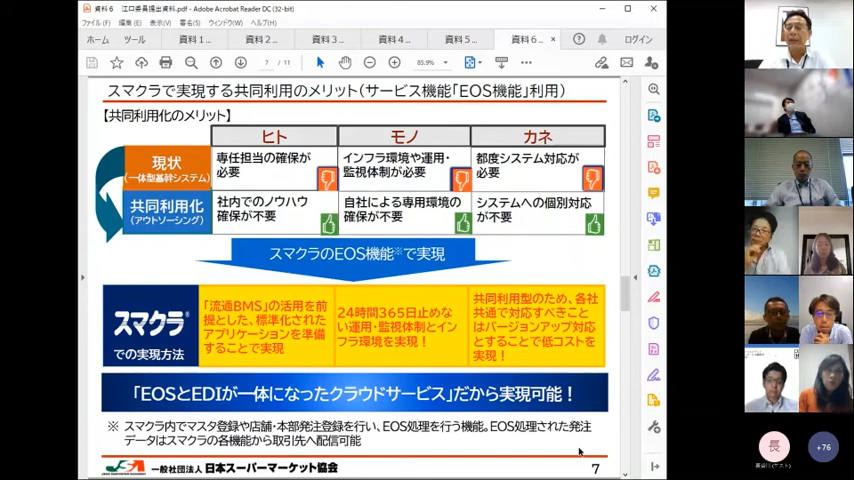 資料6 江口委員提出資料.pdf - Adobe Acrobat Reader DC (32-bit)
ファイル(F) 編集(E) 表示(V) 署名(S) ウィンドウ(W) ヘルプ(H)
ホーム ツール 資料1... 資料2... 資料3... 資料4... 資料5... 資料6... × ログイン
7 / 11 85.9%
スマクラで実現する共同利用のメリット(サービス機能「EOS機能」利用)
【共同利用化のメリット】
ヒト モノ カネ
現状
(一体型基幹システム)
専任担当の確保が
必要
インフラ環境や運用・
監視体制が必要
都度システム対応が
必要
共同利用化
(アウトソーシング)
社内でのノウハウ
確保が不要
自社による専用環境の
確保が不要
システムへの個別対応
が不要
スマクラのEOS機能※で実現
スマクラ
での実現方法
「流通BMS」の活用を前
提とした、標準化された
アプリケーションを準備
することで実現
24時間365日止めな
い運用・監視体制とイン
フラ環境を実現!
共同利用型のため、各社
共通で対応すべきこと
はバージョンアップ対応
とすることで低コストを
実現!
「EOSとEDIが一体になったクラウドサービス」だから実現可能!
※ スマクラ内でマスタ登録や店舗・本部発注登録を行い、EOS処理を行う機能。EOS処理された発注
データはスマクラの各機能から取引先へ配信可能
一般社団法人 日本スーパーマーケット協会
7
長
+76